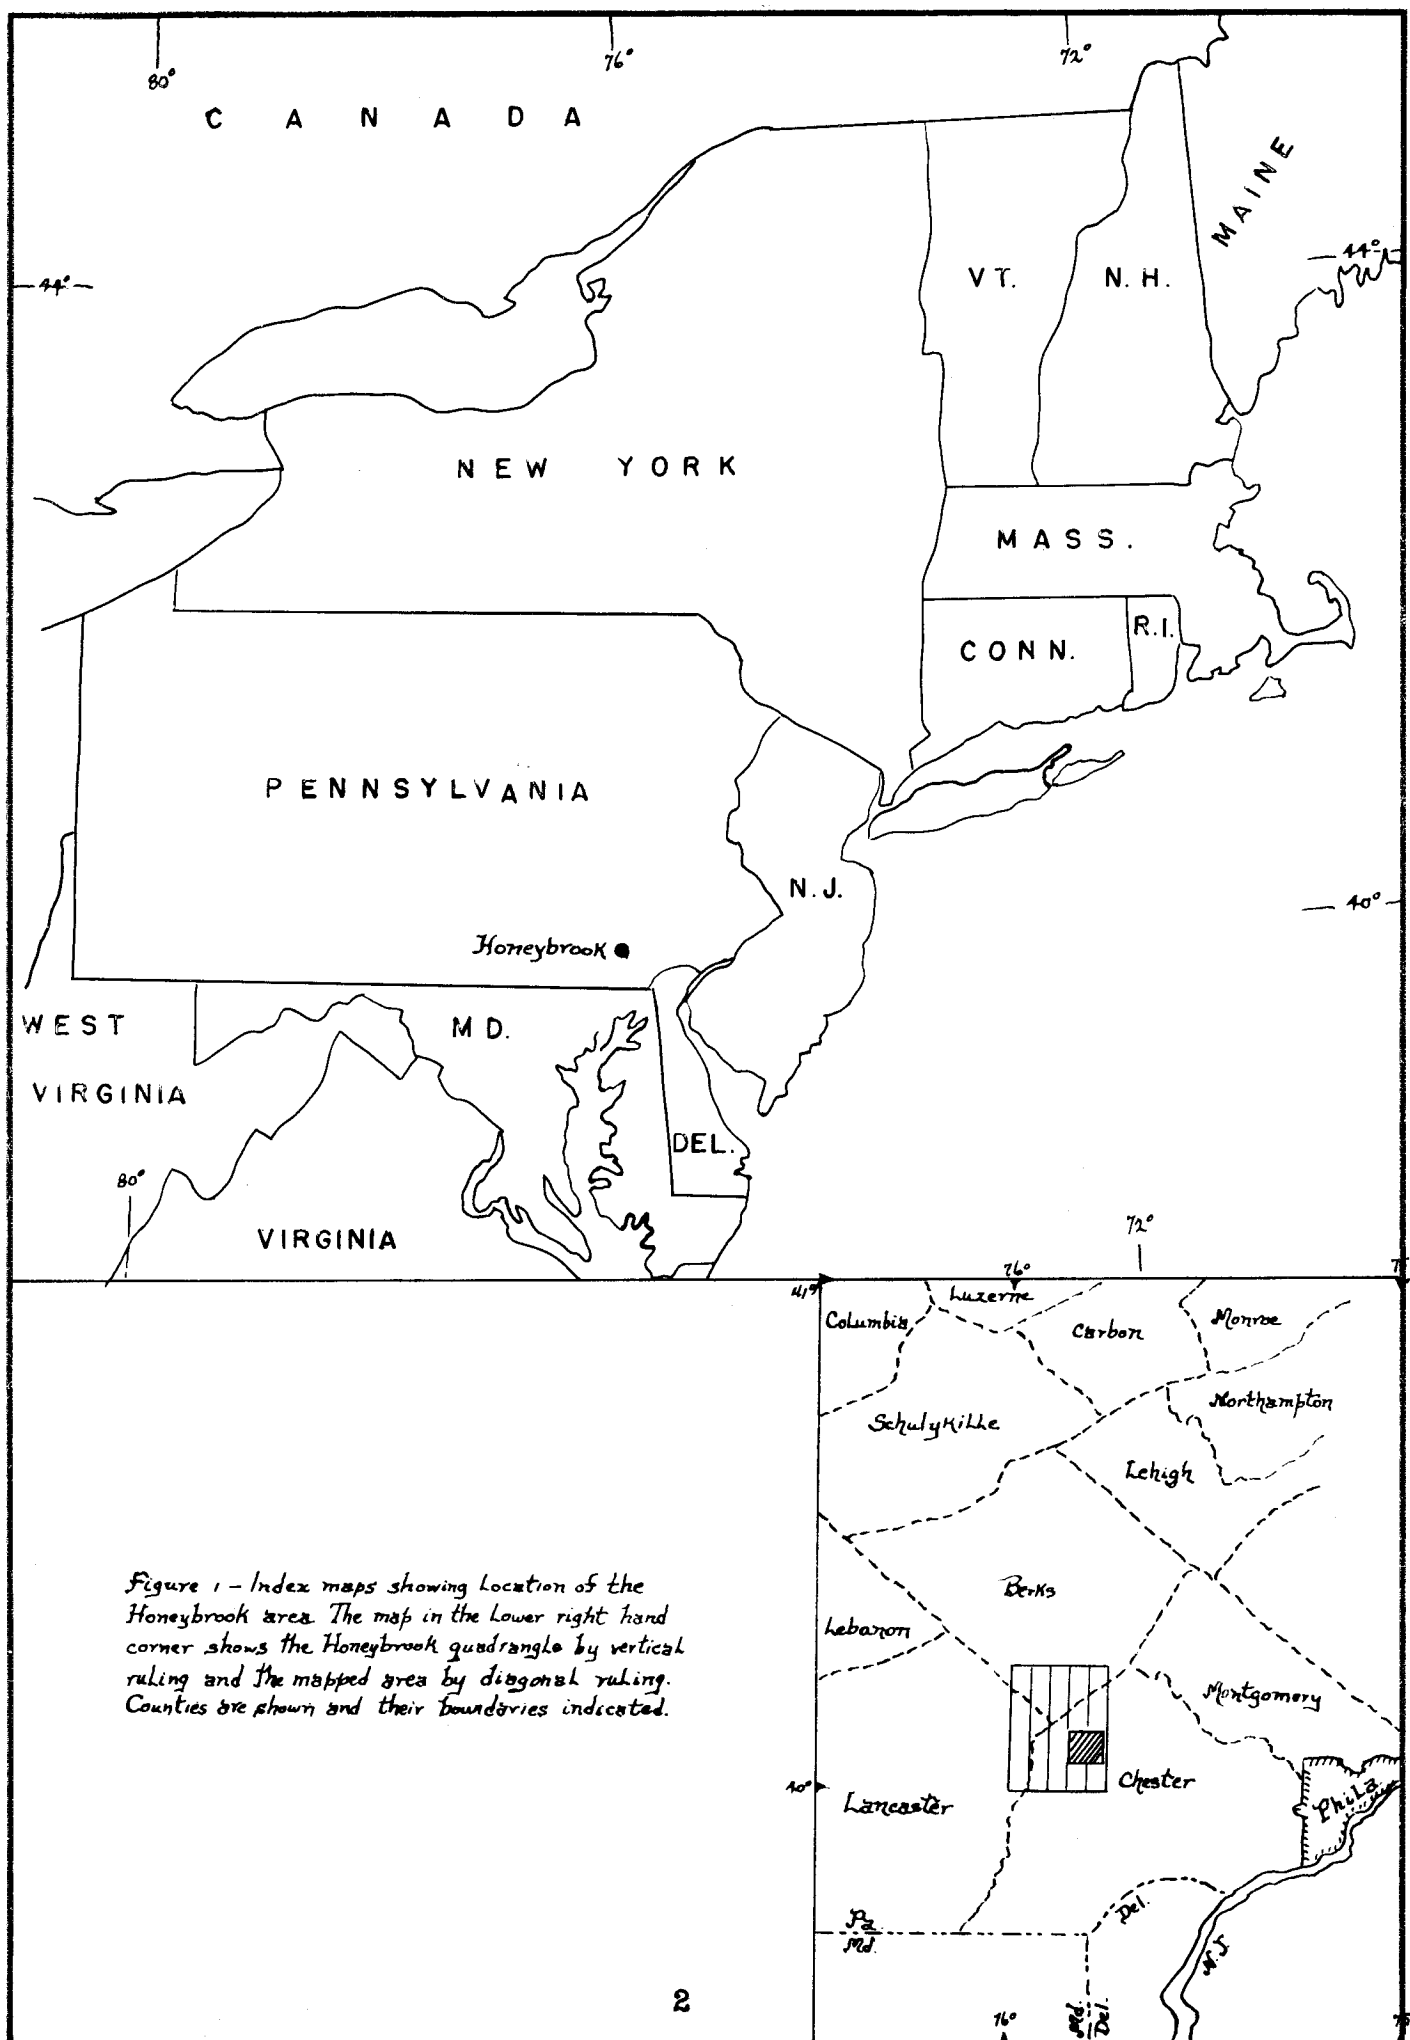 80°
76°
72°
C A N A D A
MAINE
44°
VT.
N.H.
44°
NEW YORK
MASS.
R.I.
CONN.
PENNSYLVANIA
N.J.
40°
Honeybrook
WEST
VIRGINIA
MD.
DEL.
80°
VIRGINIA
72°
41°
76°
Luzerne
Columbia
Carbon
Monroe
Northampton
Schulykille
Lehigh
Berks
Lebanon
Montgomery
40°
Chester
Lancaster
Phila.
Pa
Md.
Del.
N.J.
Md.
Del.
76°
Figure 1 - Index maps showing Location of the
Honeybrook area. The map in the Lower right hand
corner shows the Honeybrook quadrangle by vertical
ruling and the mapped area by diagonal ruling.
Counties are shown and their boundaries indicated.
2